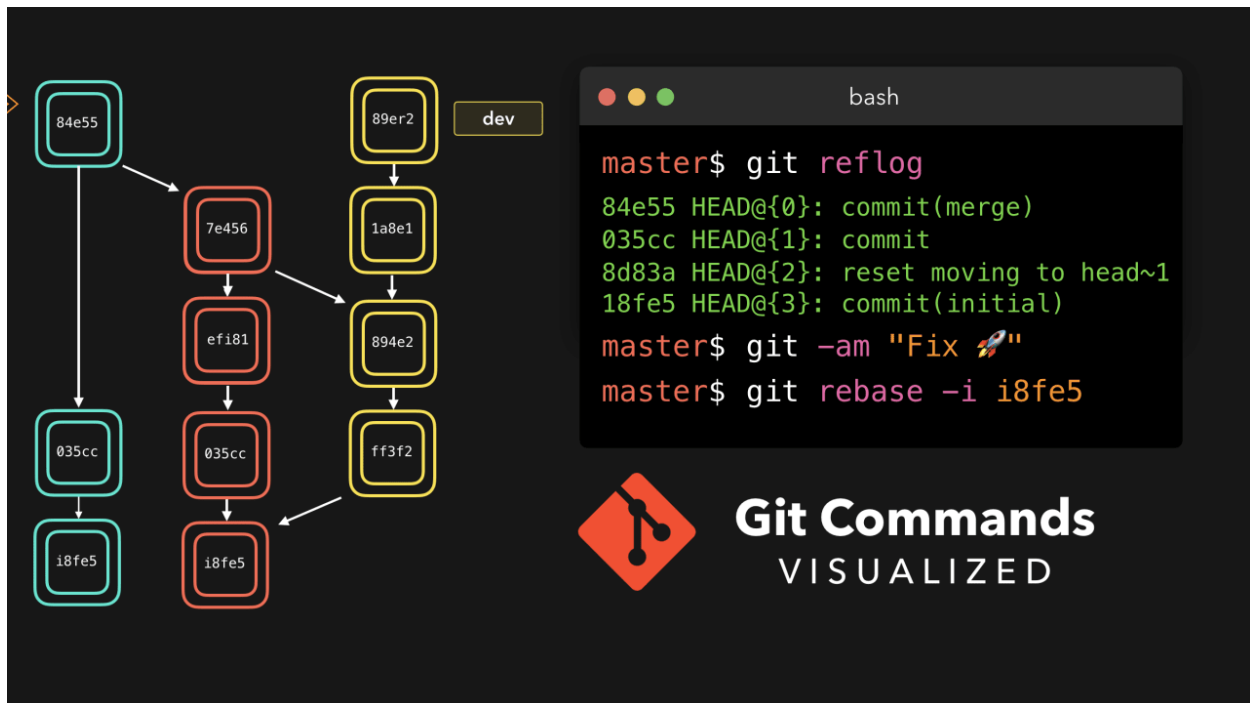 84e55
89er2
dev
7e456
1a8e1
efi81
894e2
035cc
035cc
ff3f2
i8fe5
i8fe5
bash
master$ git reflog
84e55 HEAD@{0}: commit(merge)
035cc HEAD@{1}: commit
8d83a HEAD@{2}: reset moving to head~1
18fe5 HEAD@{3}: commit(initial)
master$ git -am "Fix 🚀"
master$ git rebase -i i8fe5
Git Commands
VISUALIZED